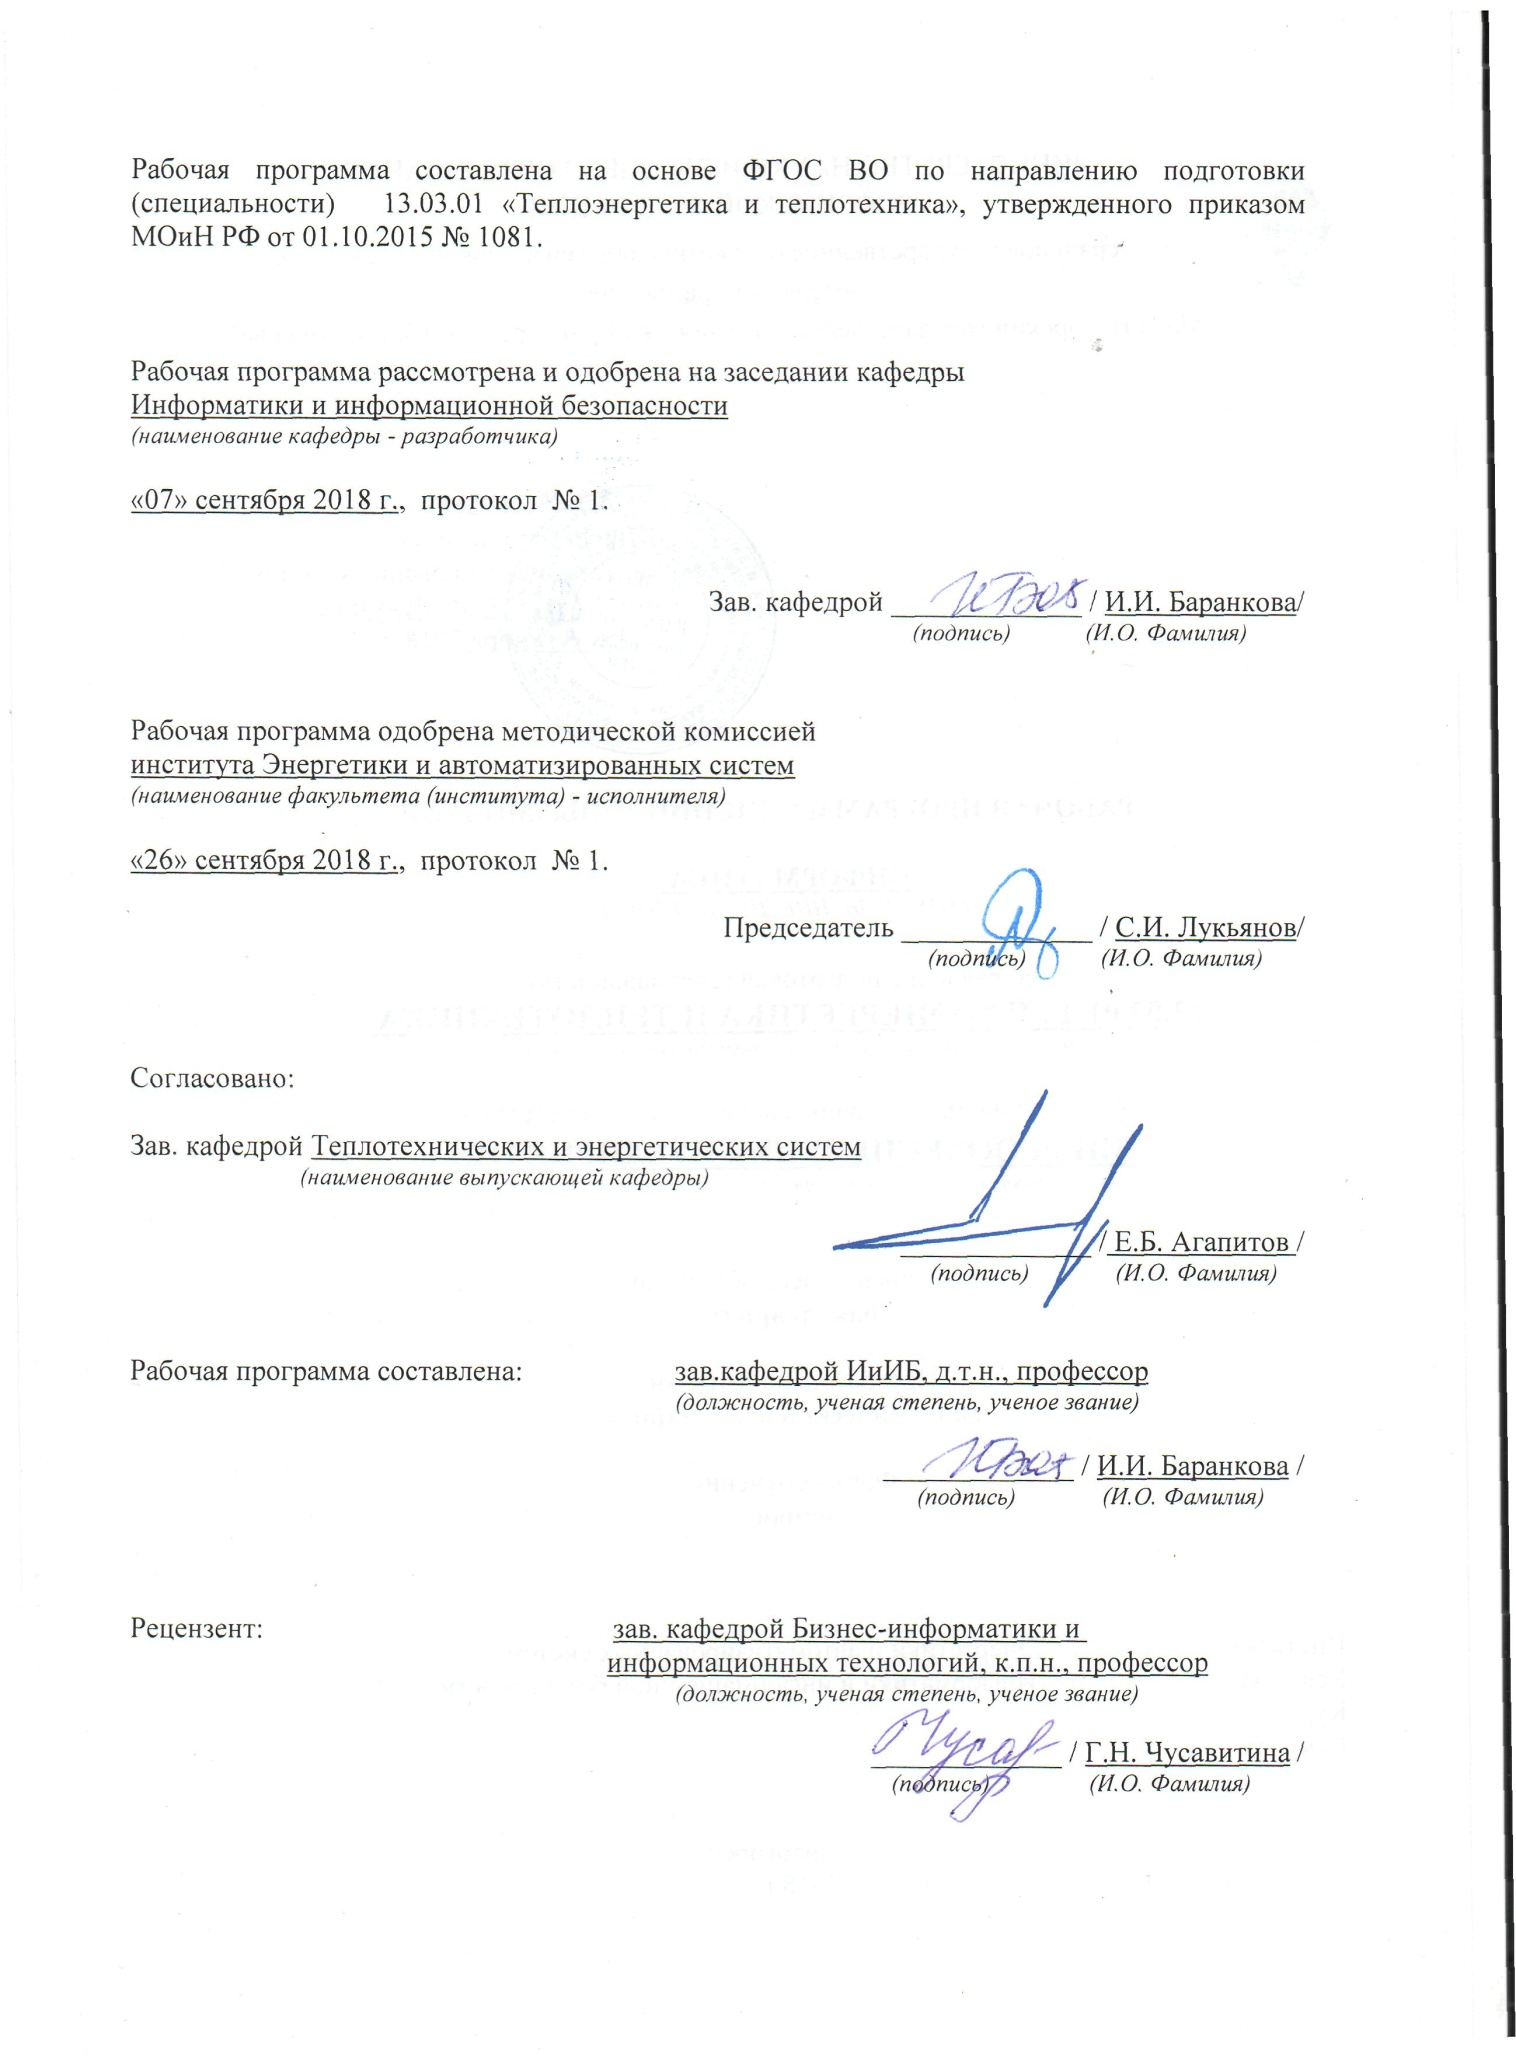 Рабочая программа составлена на основе ФГОС ВО по направлению подготовки
(специальности) 13.03.01 «Теплоэнергетика и теплотехника», утвержденного приказом
МОиН РФ от 01.10.2015 № 1081.
Рабочая программа рассмотрена и одобрена на заседании кафедры
Информатики и информационной безопасности
(наименование кафедры - разработчика)
«07» сентября 2018 г., протокол № 1.
Зав. кафедрой ______________ / И.И. Баранкова/
(подпись) (И.О. Фамилия)
Рабочая программа одобрена методической комиссией
института Энергетики и автоматизированных систем
(наименование факультета (института) - исполнителя)
«26» сентября 2018 г., протокол № 1.
Председатель ______________ / С.И. Лукьянов/
(подпись) (И.О. Фамилия)
Согласовано:
Зав. кафедрой Теплотехнических и энергетических систем
(наименование выпускающей кафедры)
______________ / Е.Б. Агапитов /
(подпись) (И.О. Фамилия)
Рабочая программа составлена: зав.кафедрой ИиИБ, д.т.н., профессор
(должность, ученая степень, ученое звание)
______________ / И.И. Баранкова /
(подпись) (И.О. Фамилия)
Рецензент: зав. кафедрой Бизнес-информатики и
информационных технологий, к.п.н., профессор
(должность, ученая степень, ученое звание)
______________ / Г.Н. Чусавитина /
(подпись) (И.О. Фамилия)